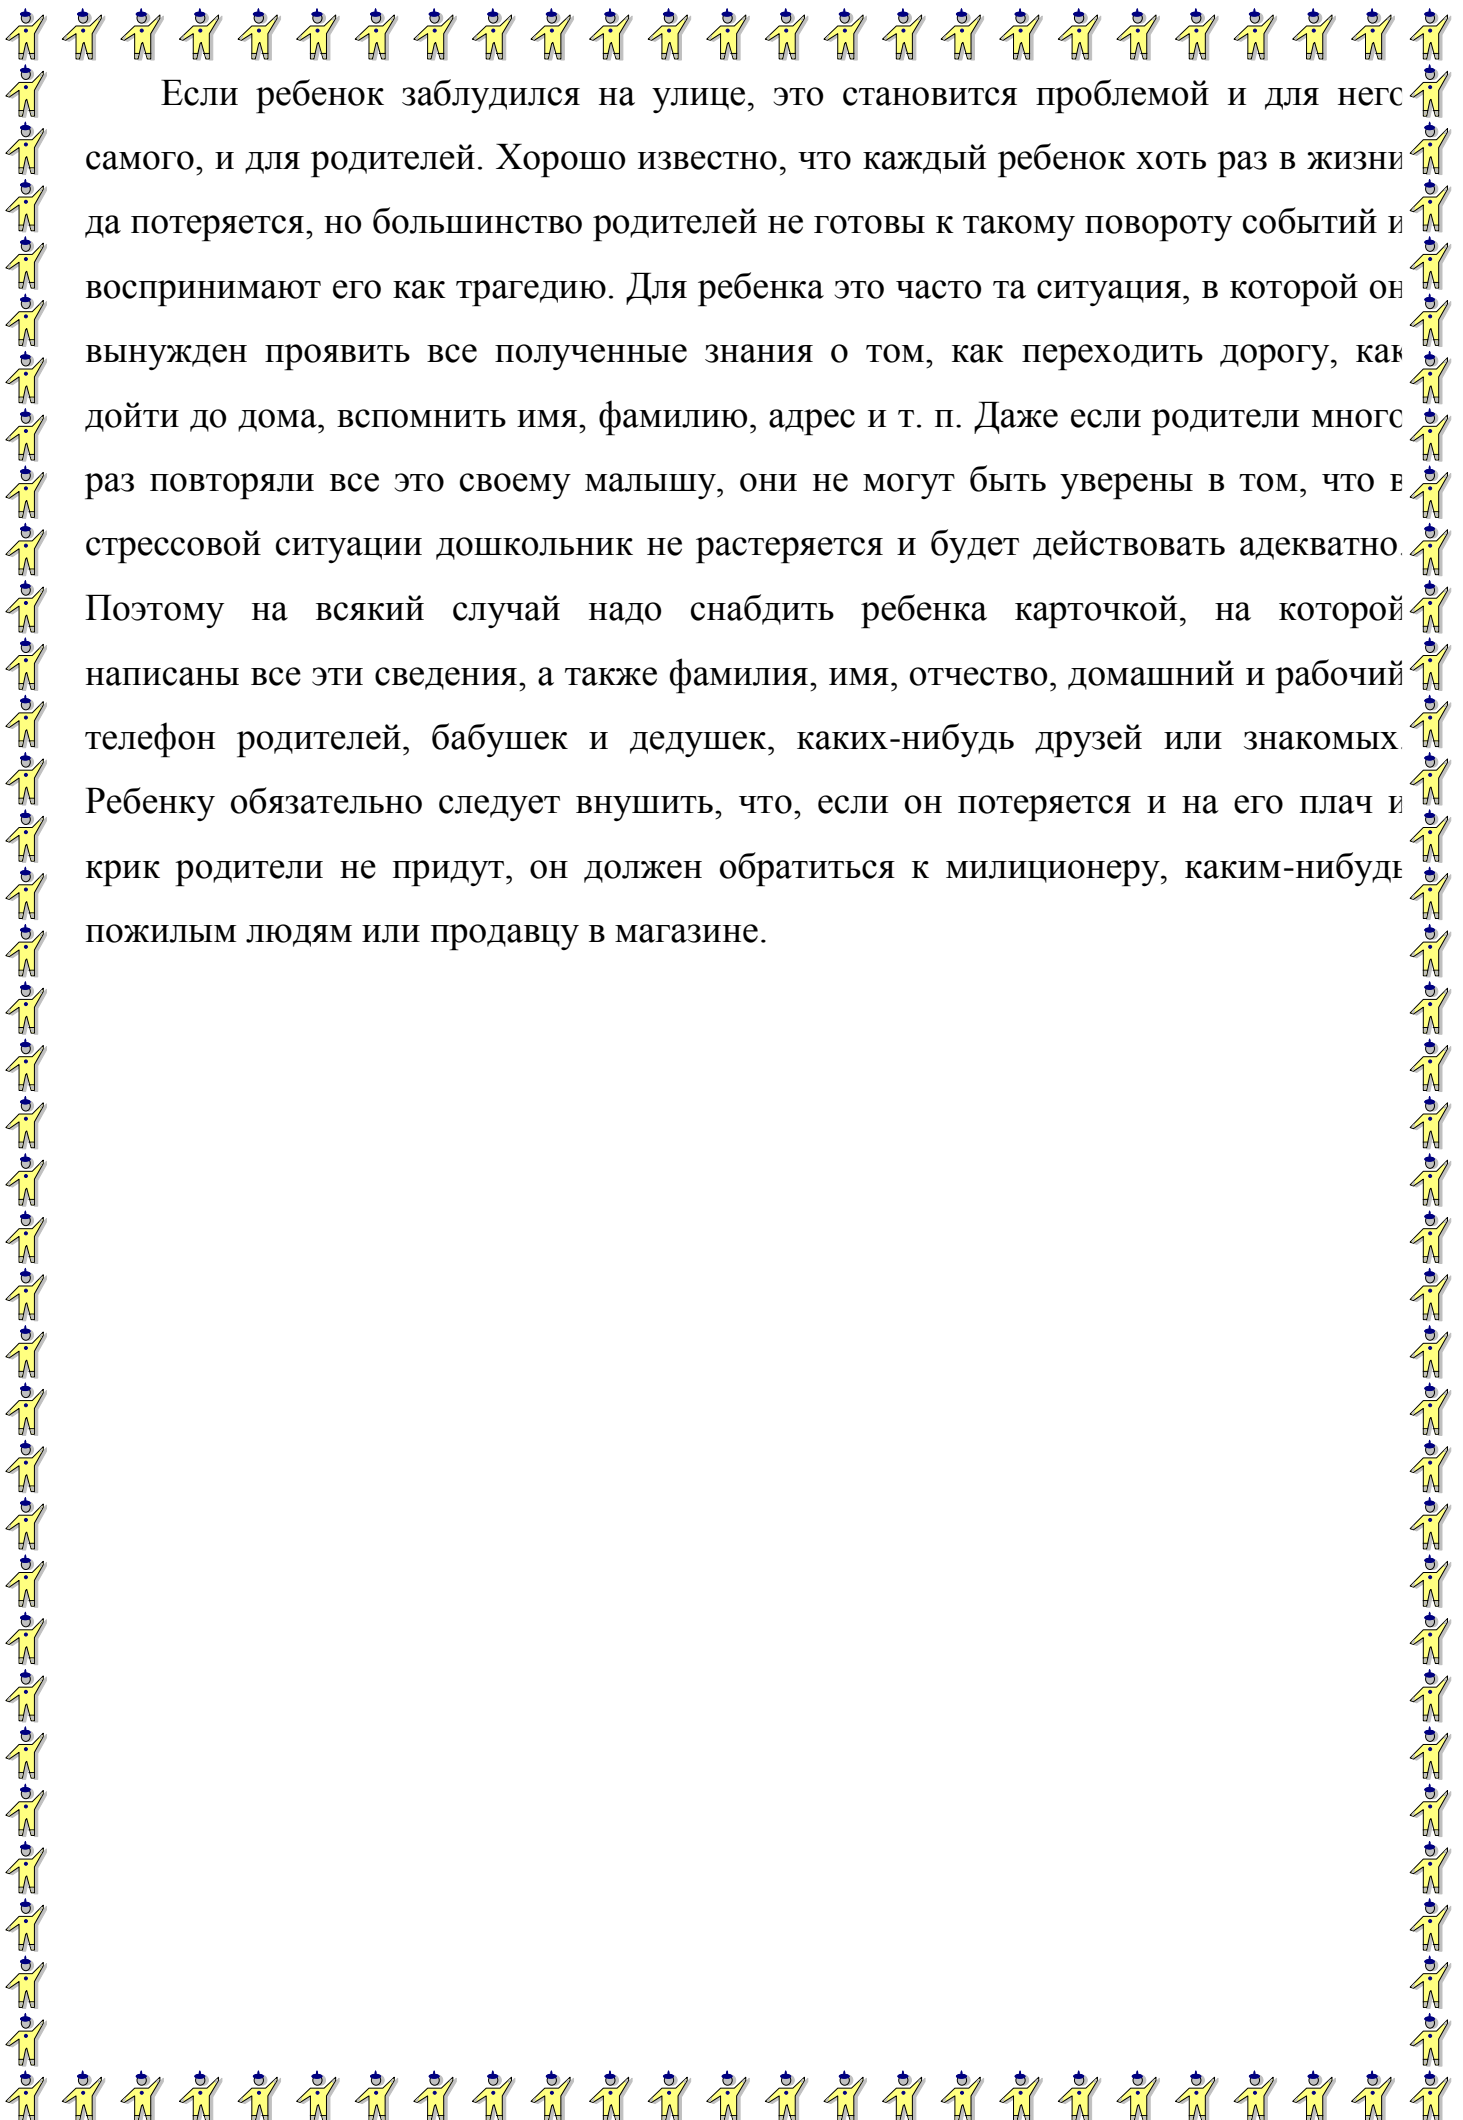 Если ребенок заблудился на улице, это становится проблемой и для него
самого, и для родителей. Хорошо известно, что каждый ребенок хоть раз в жизни
да потеряется, но большинство родителей не готовы к такому повороту событий и
воспринимают его как трагедию. Для ребенка это часто та ситуация, в которой он
вынужден проявить все полученные знания о том, как переходить дорогу, как
дойти до дома, вспомнить имя, фамилию, адрес и т. п. Даже если родители много
раз повторяли все это своему малышу, они не могут быть уверены в том, что в
стрессовой ситуации дошкольник не растеряется и будет действовать адекватно.
Поэтому на всякий случай надо снабдить ребенка карточкой, на которой
написаны все эти сведения, а также фамилия, имя, отчество, домашний и рабочий
телефон родителей, бабушек и дедушек, каких-нибудь друзей или знакомых.
Ребенку обязательно следует внушить, что, если он потеряется и на его плач и
крик родители не придут, он должен обратиться к милиционеру, каким-нибудь
пожилым людям или продавцу в магазине.